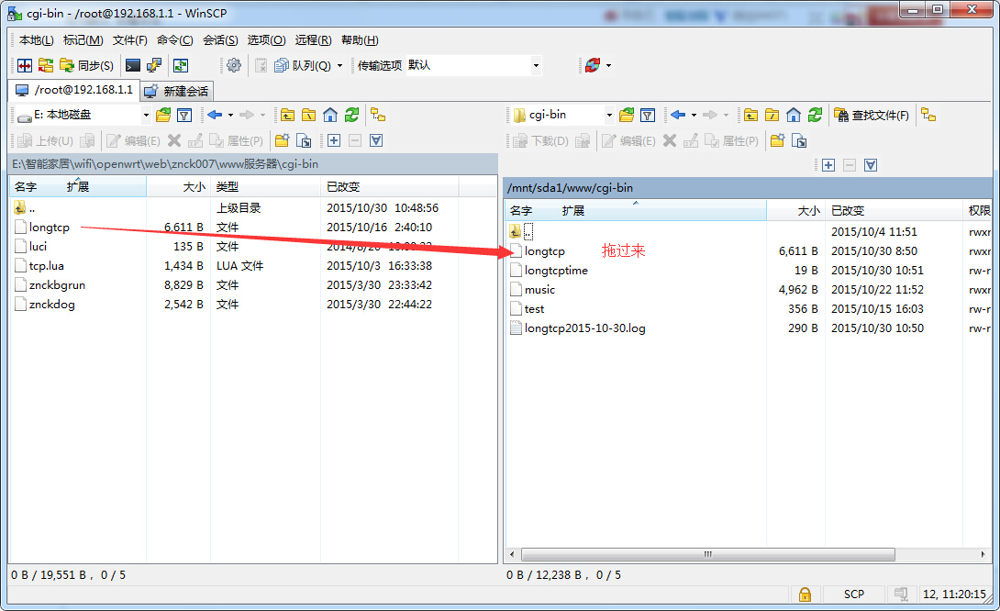 cgi-bin - /root@192.168.1.1 - WinSCP
本地(L) 标记(M) 文件(F) 命令(C) 会话(S) 选项(O) 远程(R) 帮助(H)
同步(S) 队列(Q) 传输选项 默认
/root@192.168.1.1 新建会话
E: 本地磁盘 cgi-bin 查找文件(F)
上传(U) 编辑(E) 属性(P) 下载(D) 编辑(E) 属性(P)
E:\智能家居\wifi\openwrt\web\znck007\www服务器\cgi-bin
名字 扩展 大小 类型 已改变
.. 上级目录 2015/10/30 10:48:56
longtcp 6,611 B 文件 2015/10/16 2:40:10
luci 135 B 文件
tcp.lua 1,434 B LUA 文件 2015/10/3 16:33:38
znckbgrun 8,829 B 文件 2015/3/30 23:33:42
znckdog 2,542 B 文件 2015/3/30 22:44:22
/mnt/sda1/www/cgi-bin
名字 扩展 大小 已改变 权限
.. 2015/10/4 11:51 rwxr
longtcp 拖过来 6,611 B 2015/10/30 8:50 rwxr
longtcptime 19 B 2015/10/30 10:51 rw-r
music 4,962 B 2015/10/22 11:52 rwxr
test 356 B 2015/10/15 16:03 rw-r
longtcp2015-10-30.log 290 B 2015/10/30 10:50 rw-r
0 B / 19,551 B， 0 / 5 0 B / 12,238 B， 0 / 5
SCP 12, 11:20:15